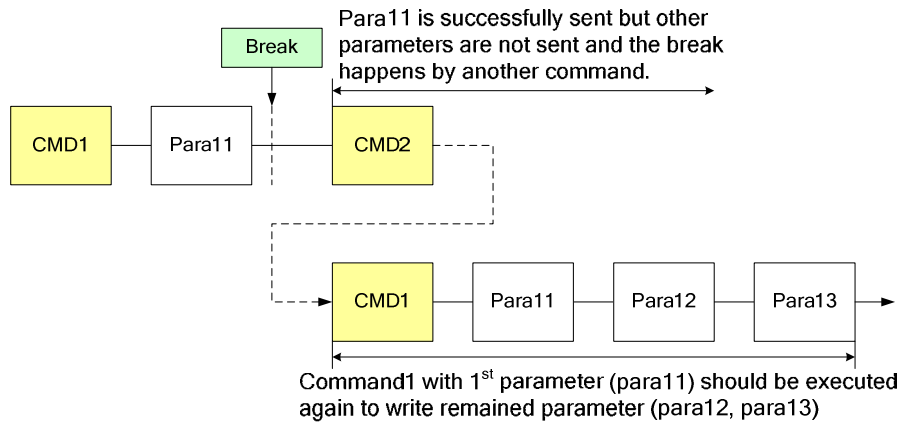 Para11 is successfully sent but other
parameters are not sent and the break
happens by another command.
Break
CMD1
Para11
CMD2
CMD1
Para11
Para12
Para13
Command1 with 1st parameter (para11) should be executed
again to write remained parameter (para12, para13)